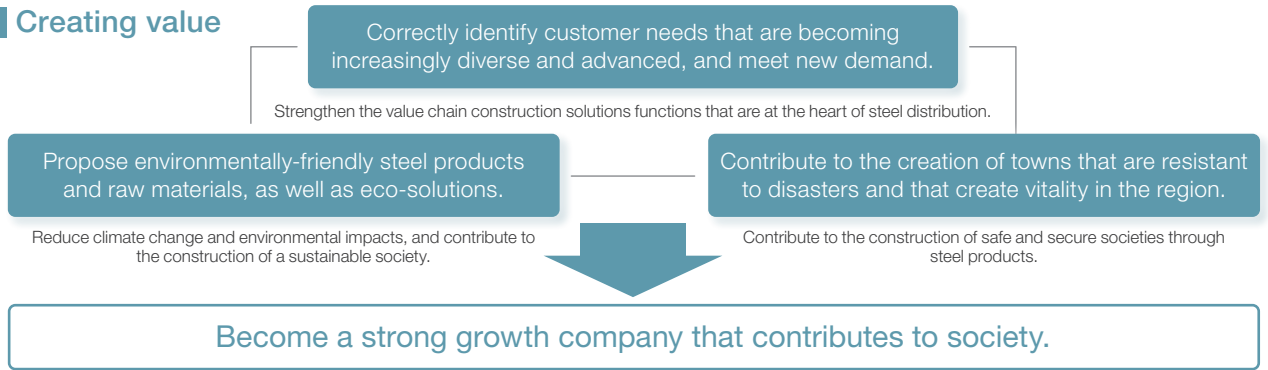 Creating value
Correctly identify customer needs that are becoming
increasingly diverse and advanced, and meet new demand.
Strengthen the value chain construction solutions functions that are at the heart of steel distribution.
Propose environmentally-friendly steel products
and raw materials, as well as eco-solutions.
Reduce climate change and environmental impacts, and contribute to
the construction of a sustainable society.
Contribute to the creation of towns that are resistant
to disasters and that create vitality in the region.
Contribute to the construction of safe and secure societies through
steel products.
Become a strong growth company that contributes to society.